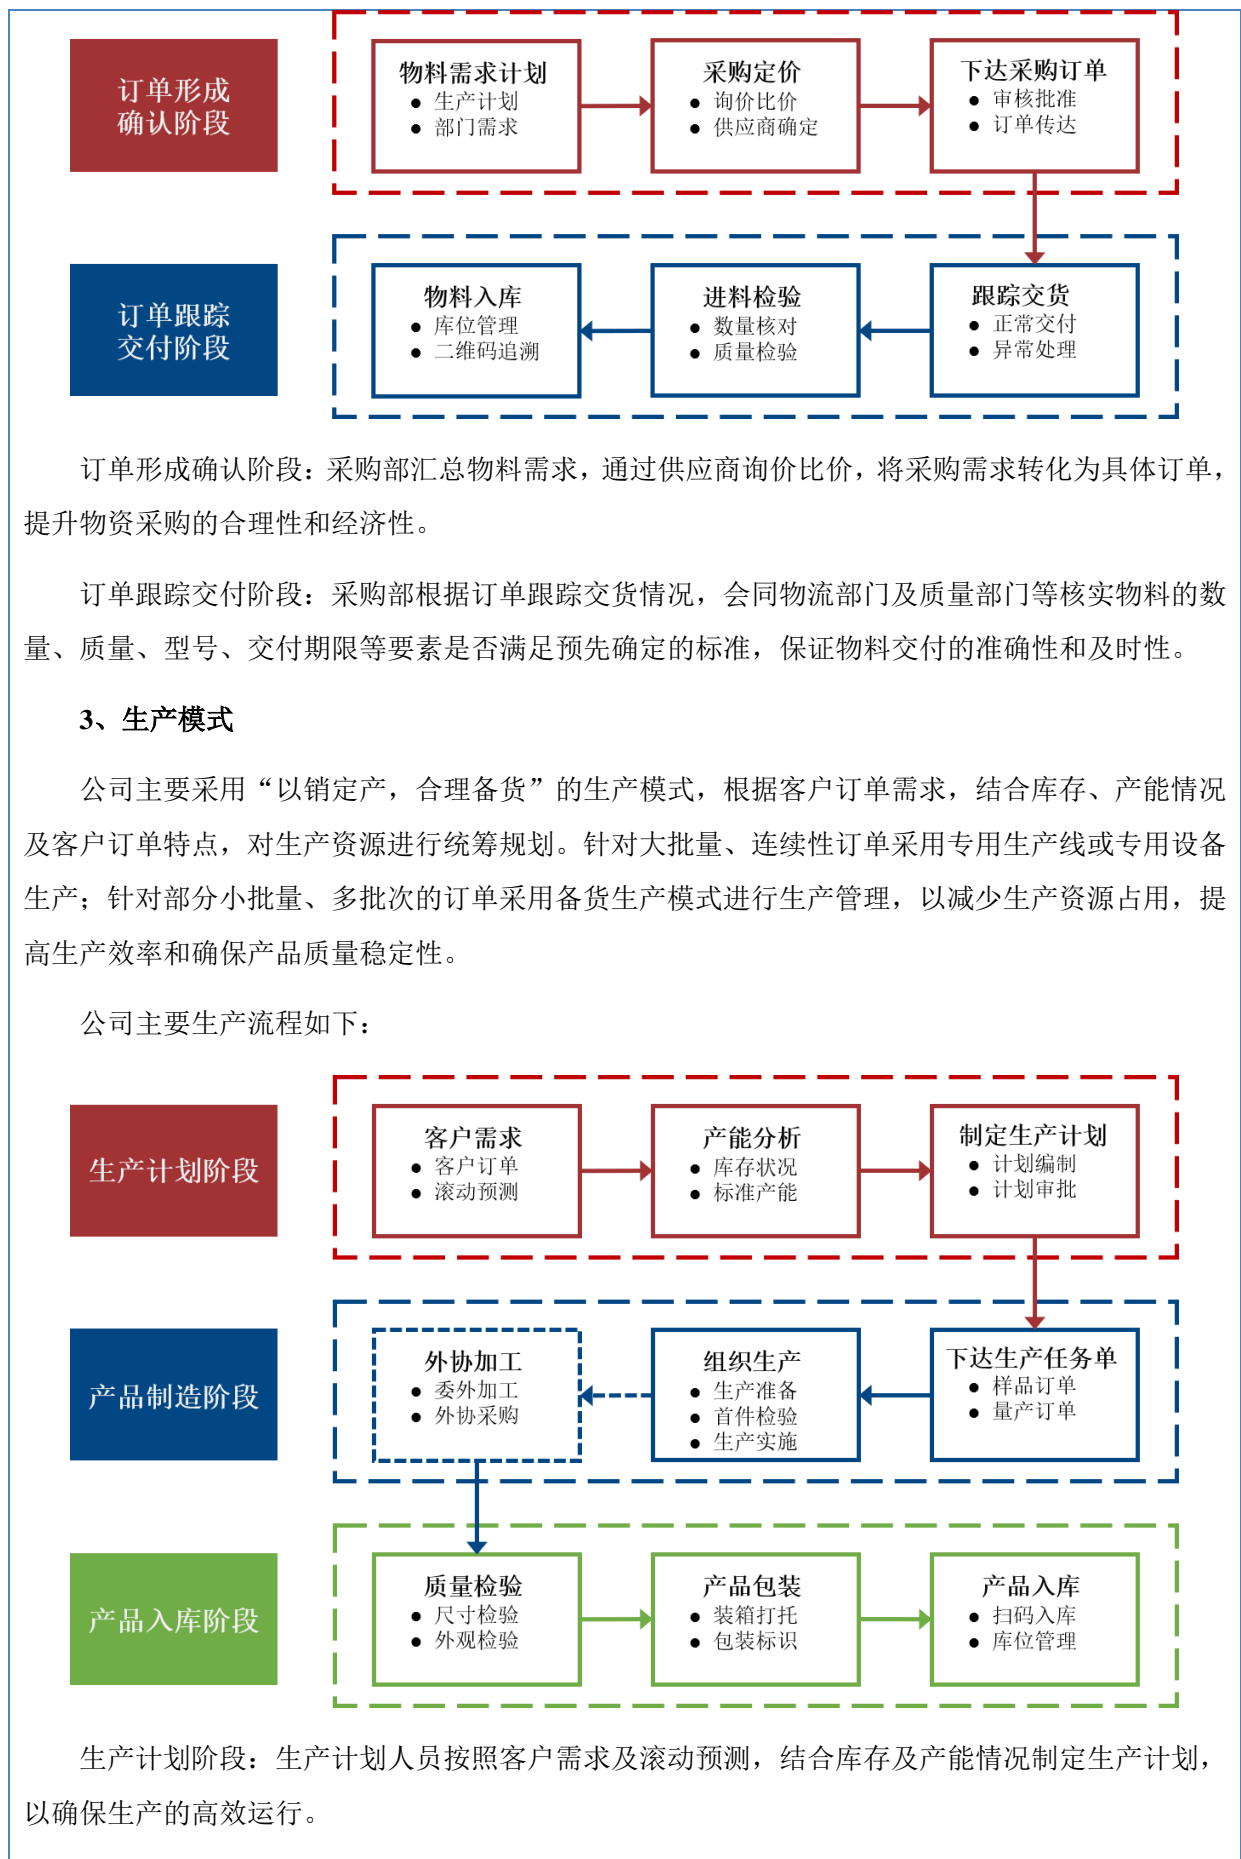 订单形成
确认阶段
物料需求计划
● 生产计划
● 部门需求
采购定价
● 询价比价
● 供应商确定
下达采购订单
● 审核批准
● 订单传达
订单跟踪
交付阶段
物料入库
● 库位管理
● 二维码追溯
进料检验
● 数量核对
● 质量检验
跟踪交货
● 正常交付
● 异常处理
订单形成确认阶段：采购部汇总物料需求，通过供应商询价比价，将采购需求转化为具体订单，
提升物资采购的合理性和经济性。
订单跟踪交付阶段：采购部根据订单跟踪交货情况，会同物流部门及质量部门等核实物料的数
量、质量、型号、交付期限等要素是否满足预先确定的标准，保证物料交付的准确性和及时性。
3、生产模式
公司主要采用“以销定产，合理备货”的生产模式，根据客户订单需求，结合库存、产能情况
及客户订单特点，对生产资源进行统筹规划。针对大批量、连续性订单采用专用生产线或专用设备
生产；针对部分小批量、多批次的订单采用备货生产模式进行生产管理，以减少生产资源占用，提
高生产效率和确保产品质量稳定性。
公司主要生产流程如下：
生产计划阶段
客户需求
● 客户订单
● 滚动预测
产能分析
● 库存状况
● 标准产能
制定生产计划
● 计划编制
● 计划审批
产品制造阶段
外协加工
● 委外加工
● 外协采购
组织生产
● 生产准备
● 首件检验
● 生产实施
下达生产任务单
● 样品订单
● 量产订单
产品入库阶段
质量检验
● 尺寸检验
● 外观检验
产品包装
● 装箱打托
● 包装标识
产品入库
● 扫码入库
● 库位管理
生产计划阶段：生产计划人员按照客户需求及滚动预测，结合库存及产能情况制定生产计划，
以确保生产的高效运行。